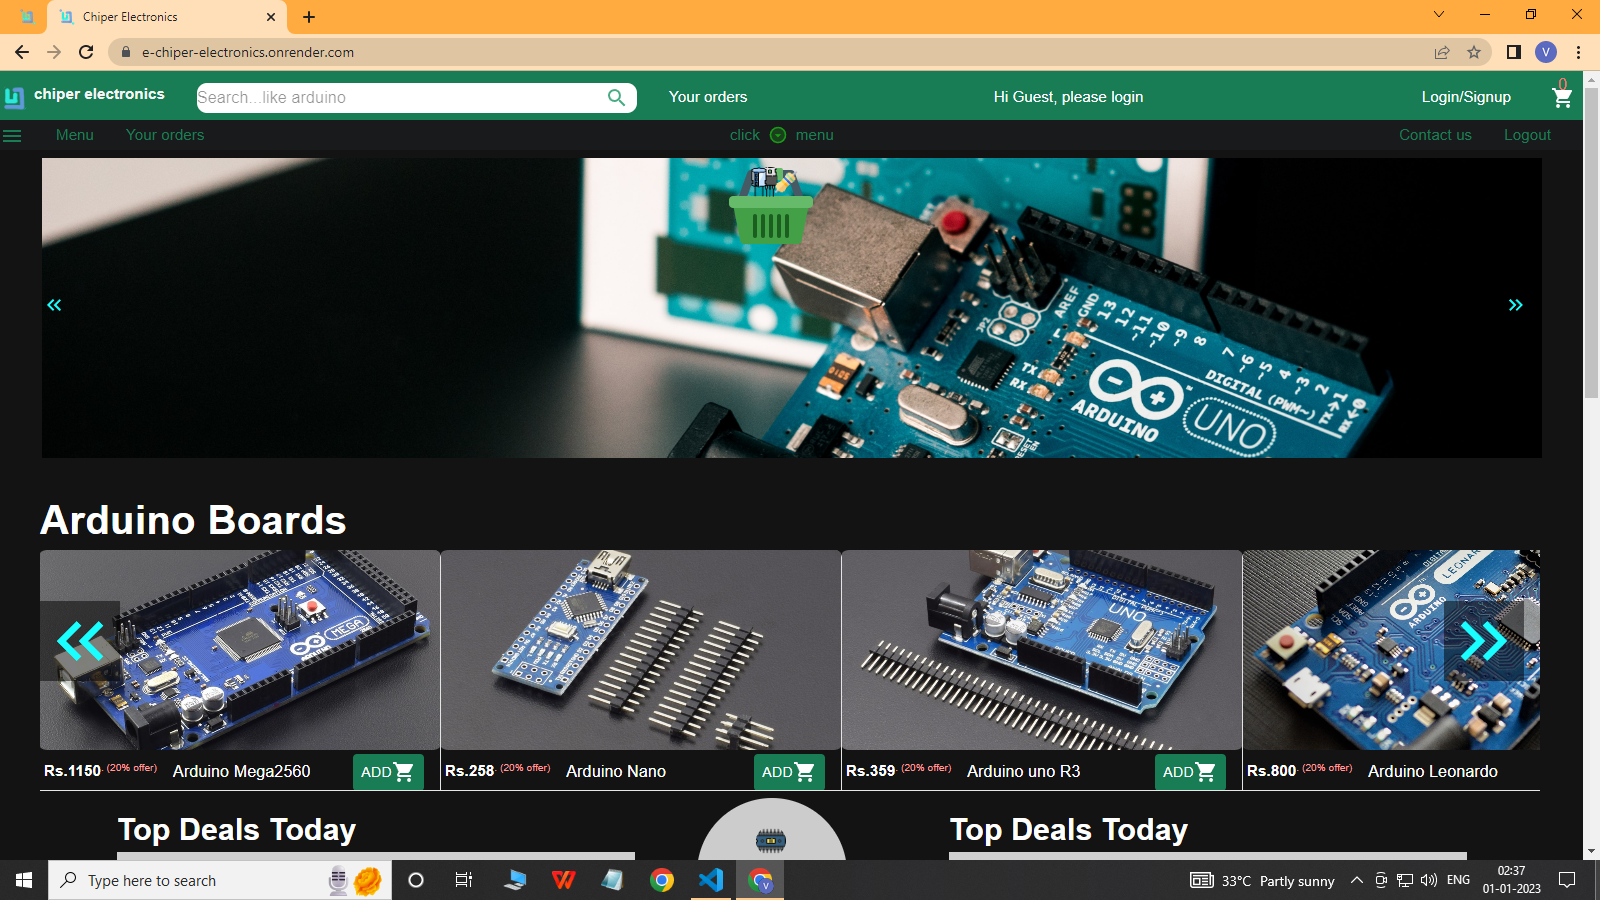 Chiper Electronics
e-chiper-electronics.onrender.com
V
chiper electronics
Search...like arduino
Your orders
Hi Guest, please login
Login/Signup
0
Menu
Your orders
click
menu
Contact us
Logout
AREF
GND
13
12
~11
~10
~9
8
7
~6
~5
4
~3
2
TX→1
RX←0
DIGITAL (PWM~)
TX
RX
ARDUINO
UNO
Arduino Boards
MEGA
UNO
LEONARDO
ARDUINO
Rs.1150. (20% offer) Arduino Mega2560 ADD
Rs.258. (20% offer) Arduino Nano ADD
Rs.359. (20% offer) Arduino uno R3 ADD
Rs.800. (20% offer) Arduino Leonardo
Top Deals Today
Top Deals Today
Type here to search
33°C Partly sunny
ENG
02:37
01-01-2023